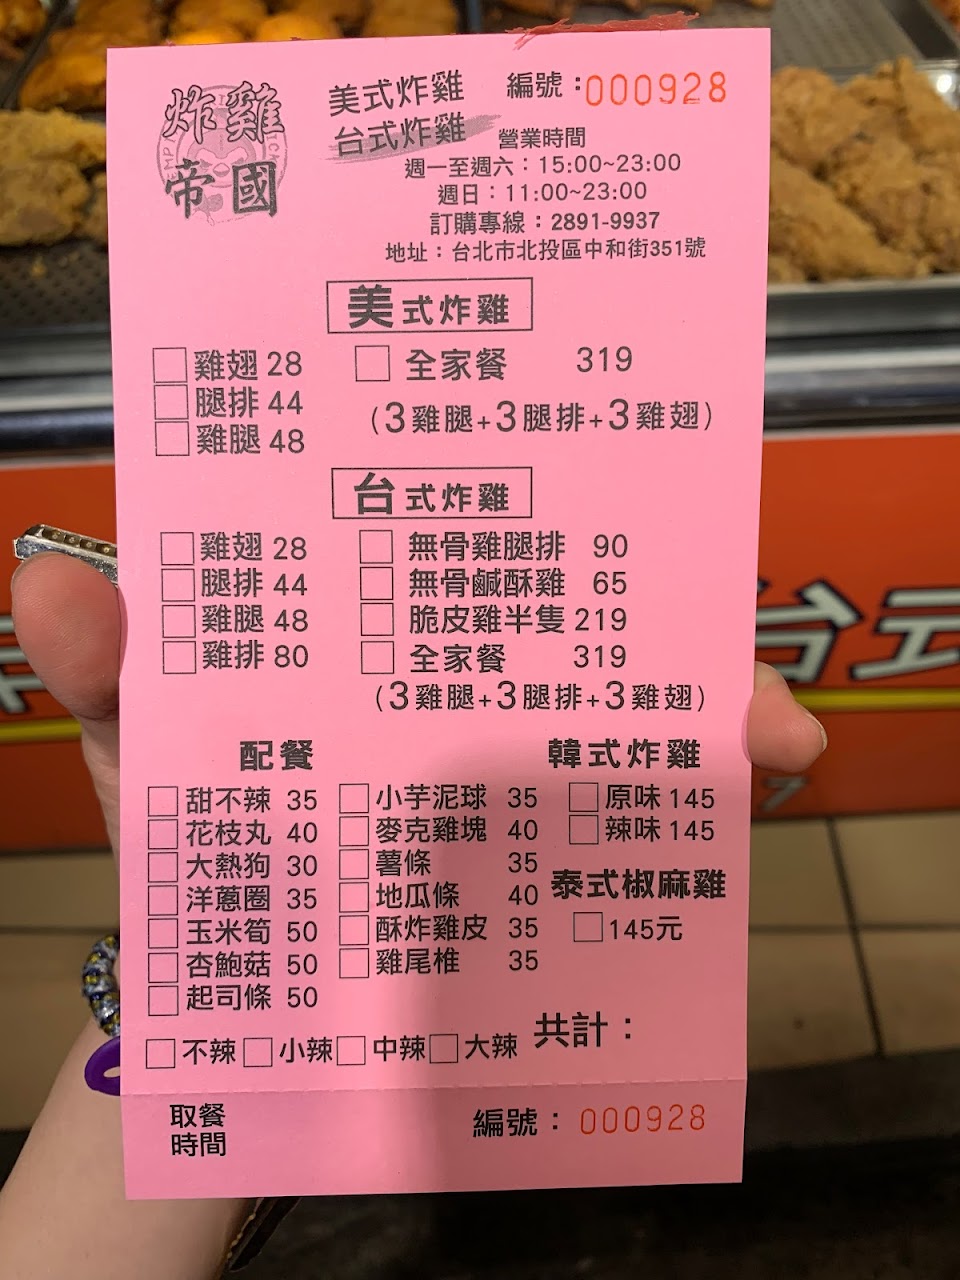 炸雞
帝國
美式炸雞
台式炸雞
編號：000928
營業時間
週一至週六：15:00~23:00
週日：11:00~23:00
訂購專線：2891-9937
地址：台北市北投區中和街351號
美式炸雞
□雞翅 28
□腿排 44
□雞腿 48
□全家餐 319
(3雞腿+3腿排+3雞翅)
台式炸雞
□雞翅 28
□腿排 44
□雞腿 48
□雞排 80
□無骨雞腿排 90
□無骨鹹酥雞 65
□脆皮雞半隻 219
□全家餐 319
(3雞腿+3腿排+3雞翅)
配餐
□甜不辣 35
□花枝丸 40
□大熱狗 30
□洋蔥圈 35
□玉米筍 50
□杏鮑菇 50
□起司條 50
□小芋泥球 35
□麥克雞塊 40
□薯條 35
□地瓜條 40
□酥炸雞皮 35
□雞尾椎 35
韓式炸雞
□原味 145
□辣味 145
泰式椒麻雞
□145元
□不辣□小辣□中辣□大辣
共計：
取餐
時間
編號：000928
台式